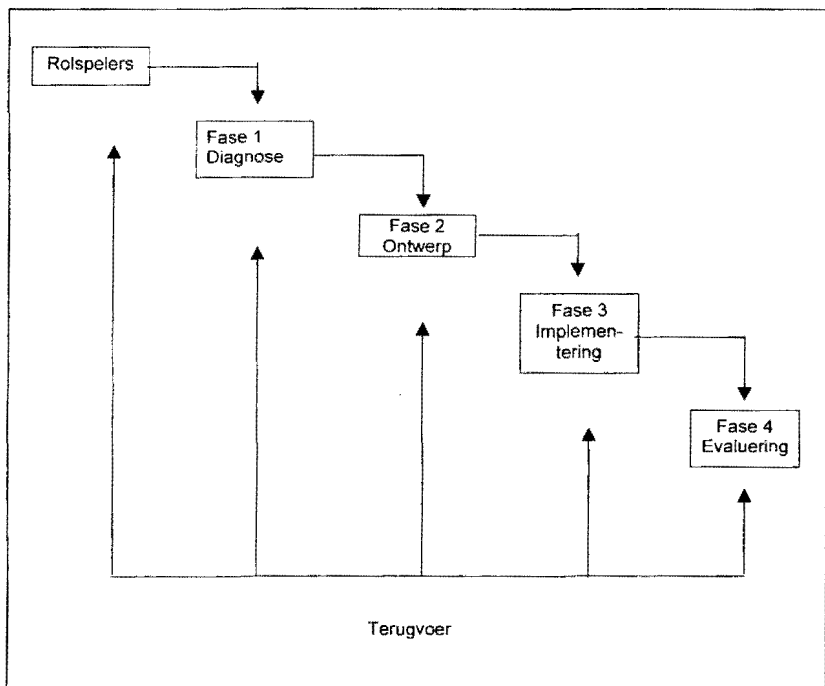 Rolspelers
Fase 1
Diagnose
Fase 2
Ontwerp
Fase 3
Implemen-
tering
Fase 4
Evaluering
Terugvoer